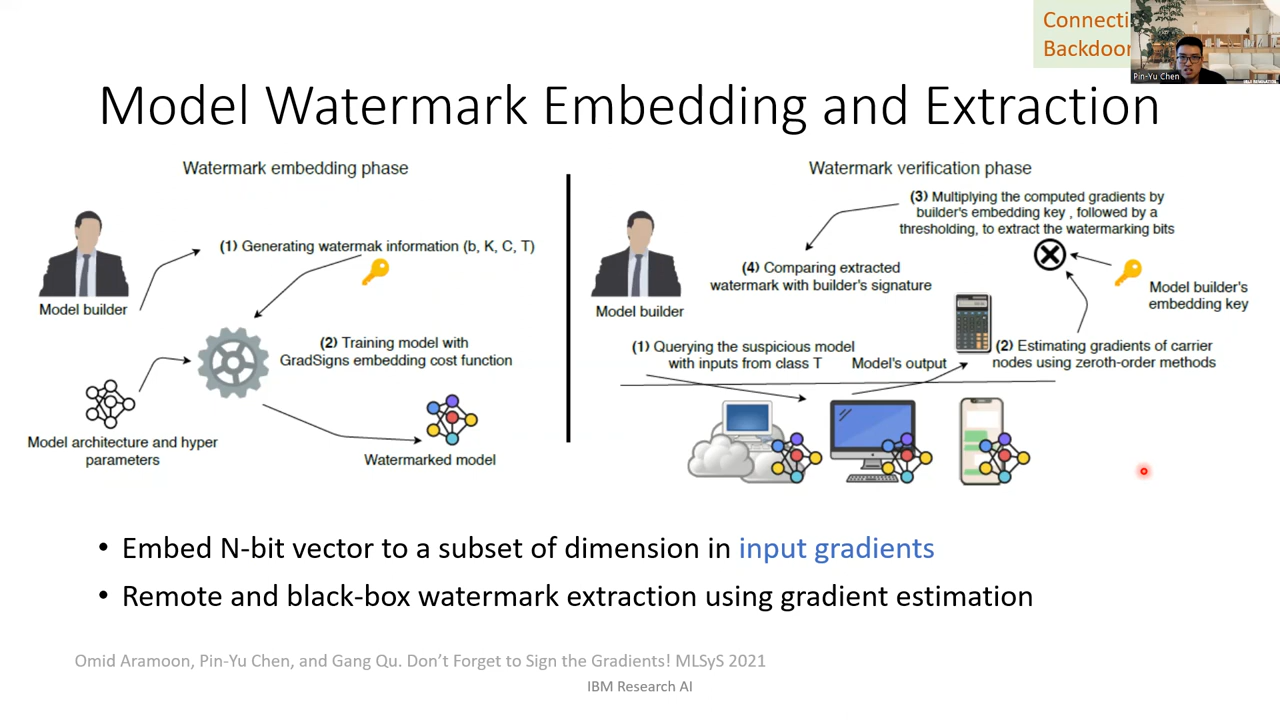 Connecti
Backdoor
Pin-Yu Chen
Model Watermark Embedding and Extraction
Watermark embedding phase
Model builder
(1) Generating watermak information (b, K, C, T)
(2) Training model with
GradSigns embedding cost function
Model architecture and hyper
parameters
Watermarked model
Watermark verification phase
(3) Multiplying the computed gradients by
builder's embedding key , followed by a
thresholding, to extract the watermarking bits
(4) Comparing extracted
watermark with builder's signature
Model builder
Model builder's
embedding key
(1) Querying the suspicious model
with inputs from class T
Model's output
(2) Estimating gradients of carrier
nodes using zeroth-order methods
• Embed N-bit vector to a subset of dimension in input gradients
• Remote and black-box watermark extraction using gradient estimation
Omid Aramoon, Pin-Yu Chen, and Gang Qu. Don't Forget to Sign the Gradients! MLSyS 2021
IBM Research AI